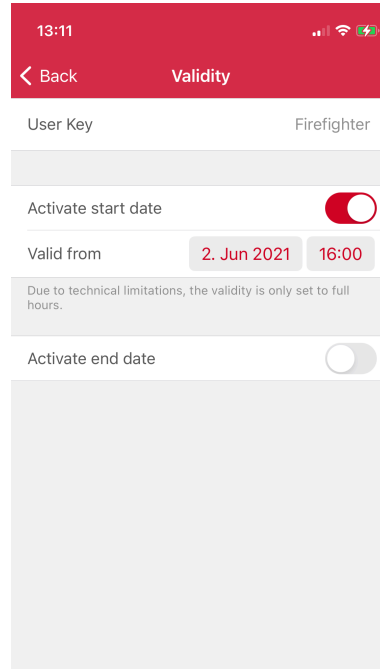 13:11
Back Validity
User Key Firefighter
Activate start date
Valid from 2. Jun 2021 16:00
Due to technical limitations, the validity is only set to full
hours.
Activate end date